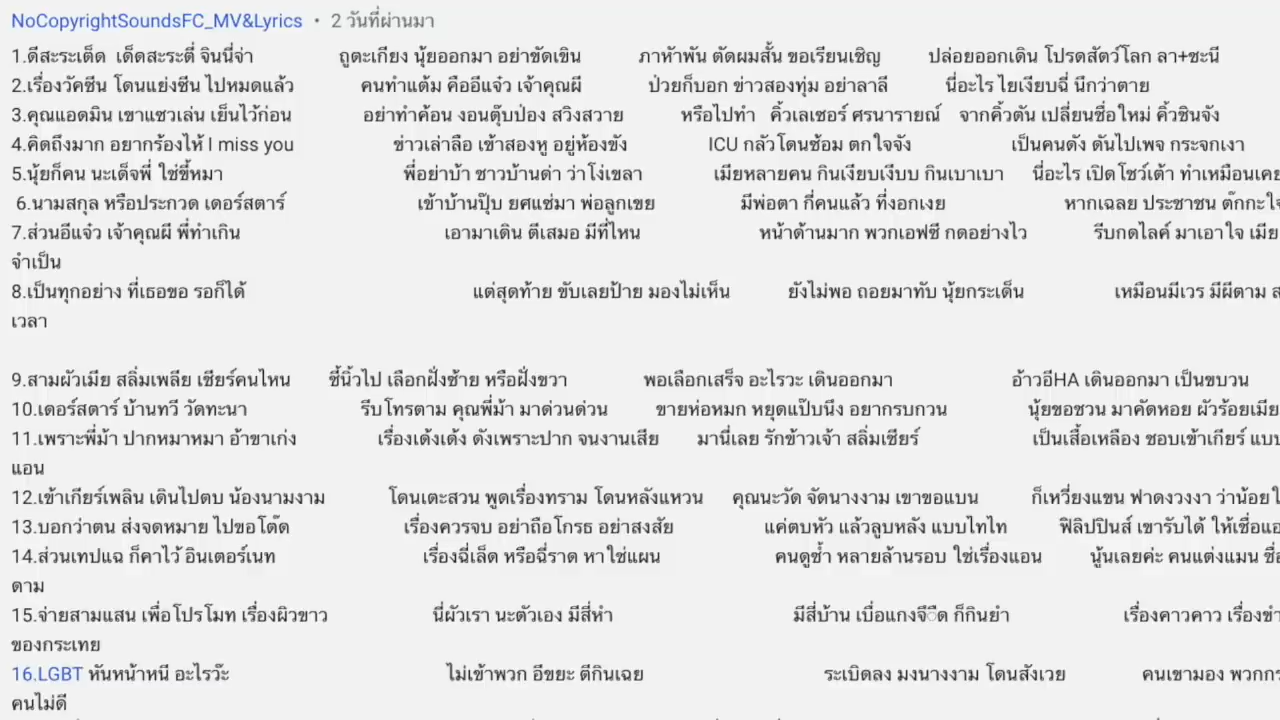 NoCopyrightSoundsFC_MV&Lyrics • 2 วันที่ผ่านมา
1.ดีสะระเด็ด เด็ดสะระตี่ จินนี่จ๋า ถูตะเกียง นุ้ยออกมา อย่าขัดเขิน ภาหัาพัน ตัดผมสั้น ขอเรียนเชิญ ปล่อยออกเดิน โปรดสัตว์โลก ลา+ชะนี
2.เรื่องวัคซีน โดนแย่งซีน ไปหมดแล้ว คนทำแต้ม คืออีแจ๋ว เจ้าคุณผี ป่วยก็บอก ข่าวสองทุ่ม อย่าลาลี นี่อะไร ไยเงียบฉี่ นึกว่าตาย
3.คุณแอดมิน เขาแซวเล่น เย็นไว้ก่อน อย่าทำค้อน งอนตุ๊บป่อง สวิงสวาย หรือไปทำ คิ้วเลเซอร์ ศรนารายณ์ จากคิ้วตัน เปลี่ยนชื่อใหม่ คิ้วชินจัง
4.คิดถึงมาก อยากร้องไห้ I miss you ข่าวเล่าลือ เข้าสองหู อยู่ห้องขัง ICU กลัวโดนซ้อม ตกใจจัง เป็นคนดัง ดันไปเพจ กระจกเงา
5.นุ้ยก็คน นะเด็จพี่ ใช่ขี้หมา พี่อย่าบ้า ชาวบ้านด่า ว่าโง่เขลา เมียหลายคน กินเงียบเงีบบ กินเบาเบา นี่อะไร เปิดโชว์เต้า ทำเหมือนเคย
6.นามสกุล หรือประกวด เดอร์สตาร์ เข้าบ้านปุ๊บ ยศแซ่มา พ่อลูกเขย มีพ่อตา กี่คนแล้ว ที่งอกเงย หากเฉลย ประชาชน ต๊กกะใจ
7.ส่วนอีแจ๋ว เจ้าคุณผี พี่ทำเกิน เอามาเดิน ตีเสมอ มีที่ไหน หน้าด้านมาก พวกเอฟซี กดอย่างไว รีบกดไลค์ มาเอาใจ เมีย
จำเป็น
8.เป็นทุกอย่าง ที่เธอขอ รอก็ได้ แต่สุดท้าย ขับเลยป้าย มองไม่เห็น ยังไม่พอ ถอยมาทับ นุ้ยกระเด็น เหมือนมีเวร มีผีตาม
เวลา
9.สามผัวเมีย สลิ่มเพลีย เชียร์คนไหน ชี้นิ้วไป เลือกฝั่งซ้าย หรือฝั่งขวา พอเลือกเสร็จ อะไรวะ เดินออกมา อ้าวอีHA เดินออกมา เป็นขบวน
10.เดอร์สตาร์ บ้านทวี วัดทะนา รีบโทรตาม คุณพี่ม้า มาด่วนด่วน ขายห่อหมก หยุดแป๊บนึง อยากรบกวน นุ้ยขอชวน มาคัดหอย ผัวร้อยเมีย
11.เพราะพี่ม้า ปากหมาหมา อ้าขาเก่ง เรื่องเด้งเด้ง ดังเพราะปาก จนงานเสีย มานี่เลย รักข้าวเจ้า สลิ่มเชียร์ เป็นเสื้อเหลือง ชอบเข้าเกียร์ แบบ
แอน
12.เข้าเกียร์เพลิน เดินไปตบ น้องนามงาม โดนเตะสวน พูดเรื่องทราม โดนหลังแหวน คุณนะวัด จัดนางงาม เขาขอแบน ก็เหวี่ยงแขน ฟาดงวงงา ว่าน้อย
13.บอกว่าตน ส่งจดหมาย ไปขอโต๊ด เรื่องควรจบ อย่าถือโกรธ อย่าสงสัย แค่ตบหัว แล้วลูบหลัง แบบไทไท ฟิลิปปินส์ เขารับได้ ให้เชื่อแอ
14.ส่วนเทปแฉ ก็คาไว้ อินเตอร์เนท เรื่องฉี่เล็ด หรือฉี่ราด หาใช่แผน คนดูซ้ำ หลายล้านรอบ ใช่เรื่องแอน นู้นเลยค่ะ คนแต่งแมน ชื่อ
ตาม
15.จ่ายสามแสน เพื่อโปรโมท เรื่องผิวขาว นี่ผัวเรา นะตัวเอง มีสี่หำ มีสี่บ้าน เบื่อแกงจืืด ก็กินยำ เรื่องคาวคาว เรื่องขำ
ของกระเทย
16.LGBT หันหน้าหนี อะไรว๊ะ ไม่เข้าพวก อีขยะ ตีกินเฉย ระเบิดลง มงนางงาม โดนสังเวย คนเขามอง พวกกร
คนไม่ดี